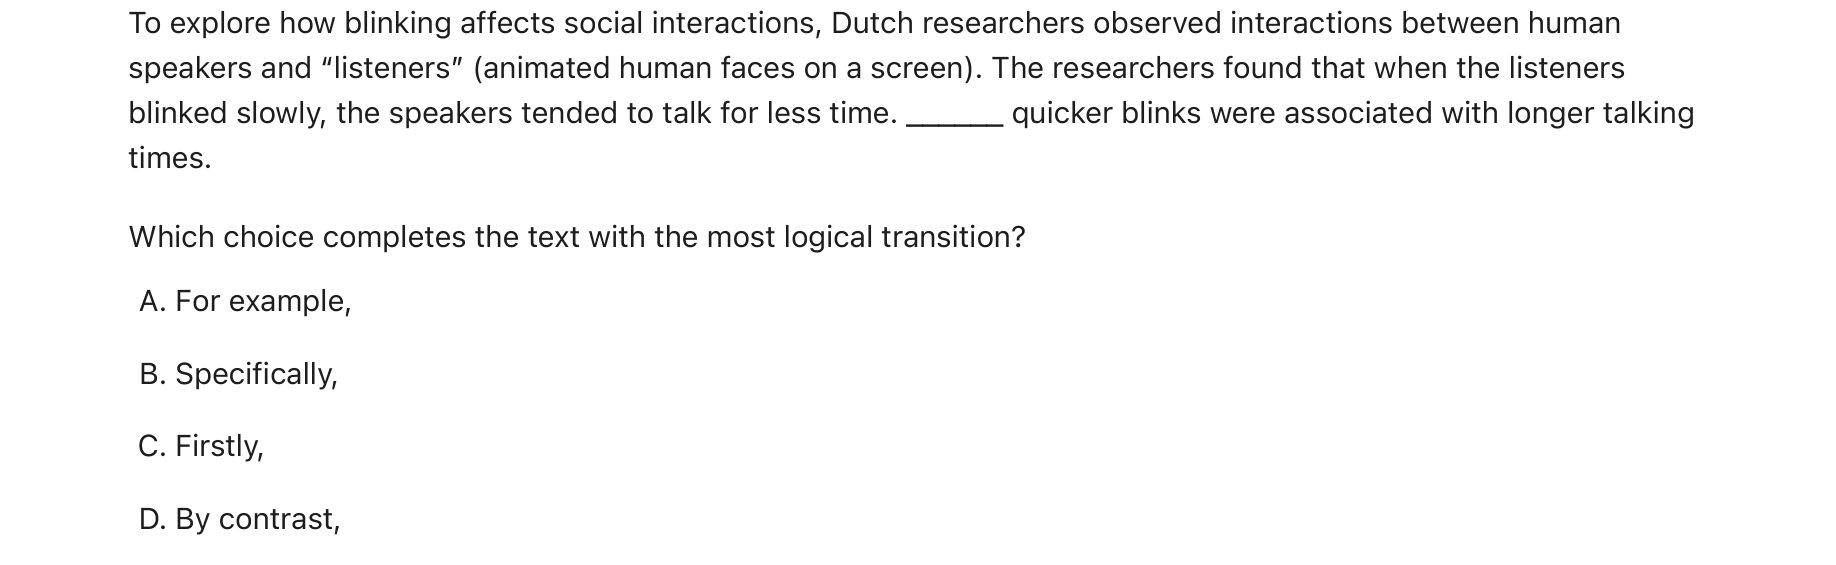 To explore how blinking affects social interactions, Dutch researchers observed interactions between human
speakers and “listeners” (animated human faces on a screen). The researchers found that when the listeners
blinked slowly, the speakers tended to talk for less time. ______ quicker blinks were associated with longer talking
times.
Which choice completes the text with the most logical transition?
A. For example,
B. Specifically,
C. Firstly,
D. By contrast,